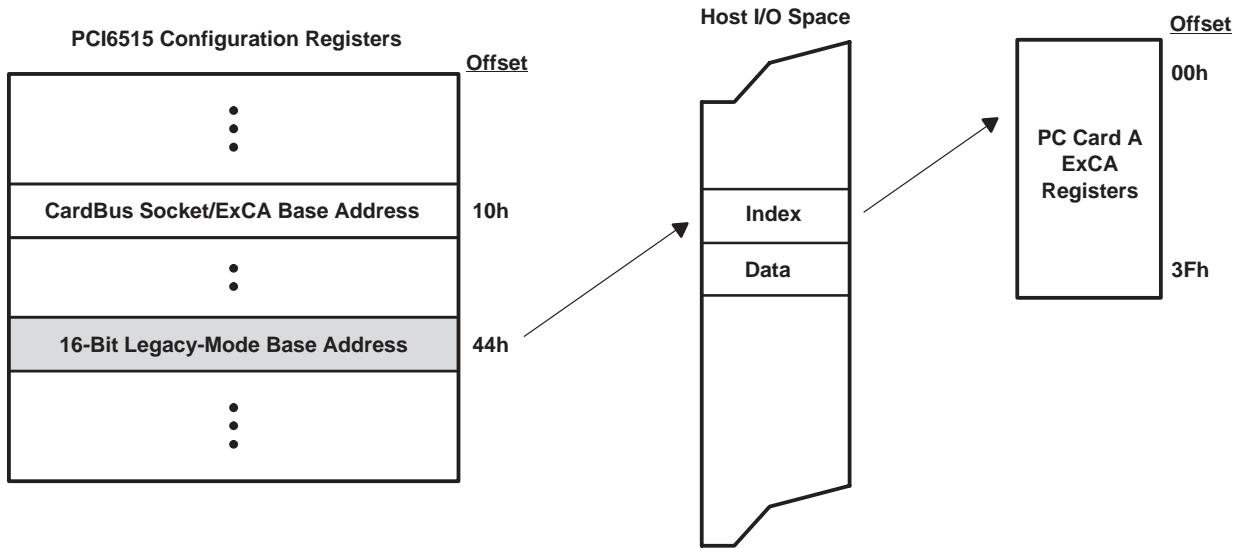 PCI6515 Configuration Registers
Offset
CardBus Socket/ExCA Base Address
10h
16-Bit Legacy-Mode Base Address
44h
Host I/O Space
Index
Data
Offset
00h
PC Card A
ExCA
Registers
3Fh